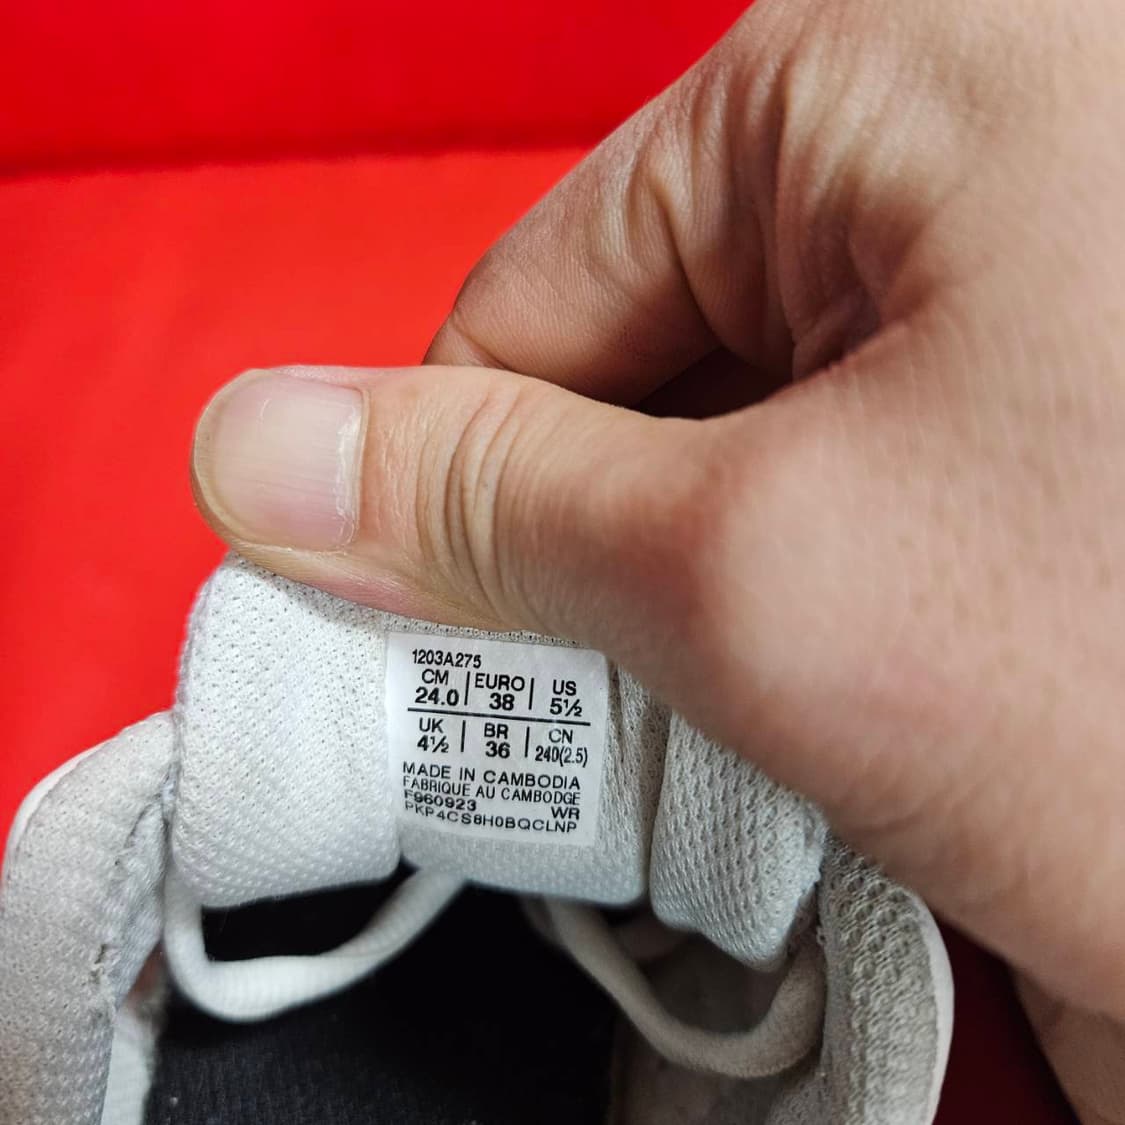 1203A275
CM EURO US
24.0 38 5½
UK BR CN
4½ 36 240(2.5)
MADE IN CAMBODIA
FABRIQUE AU CAMBODGE
F960923 WR
PKP4CS8H0BQCLNP